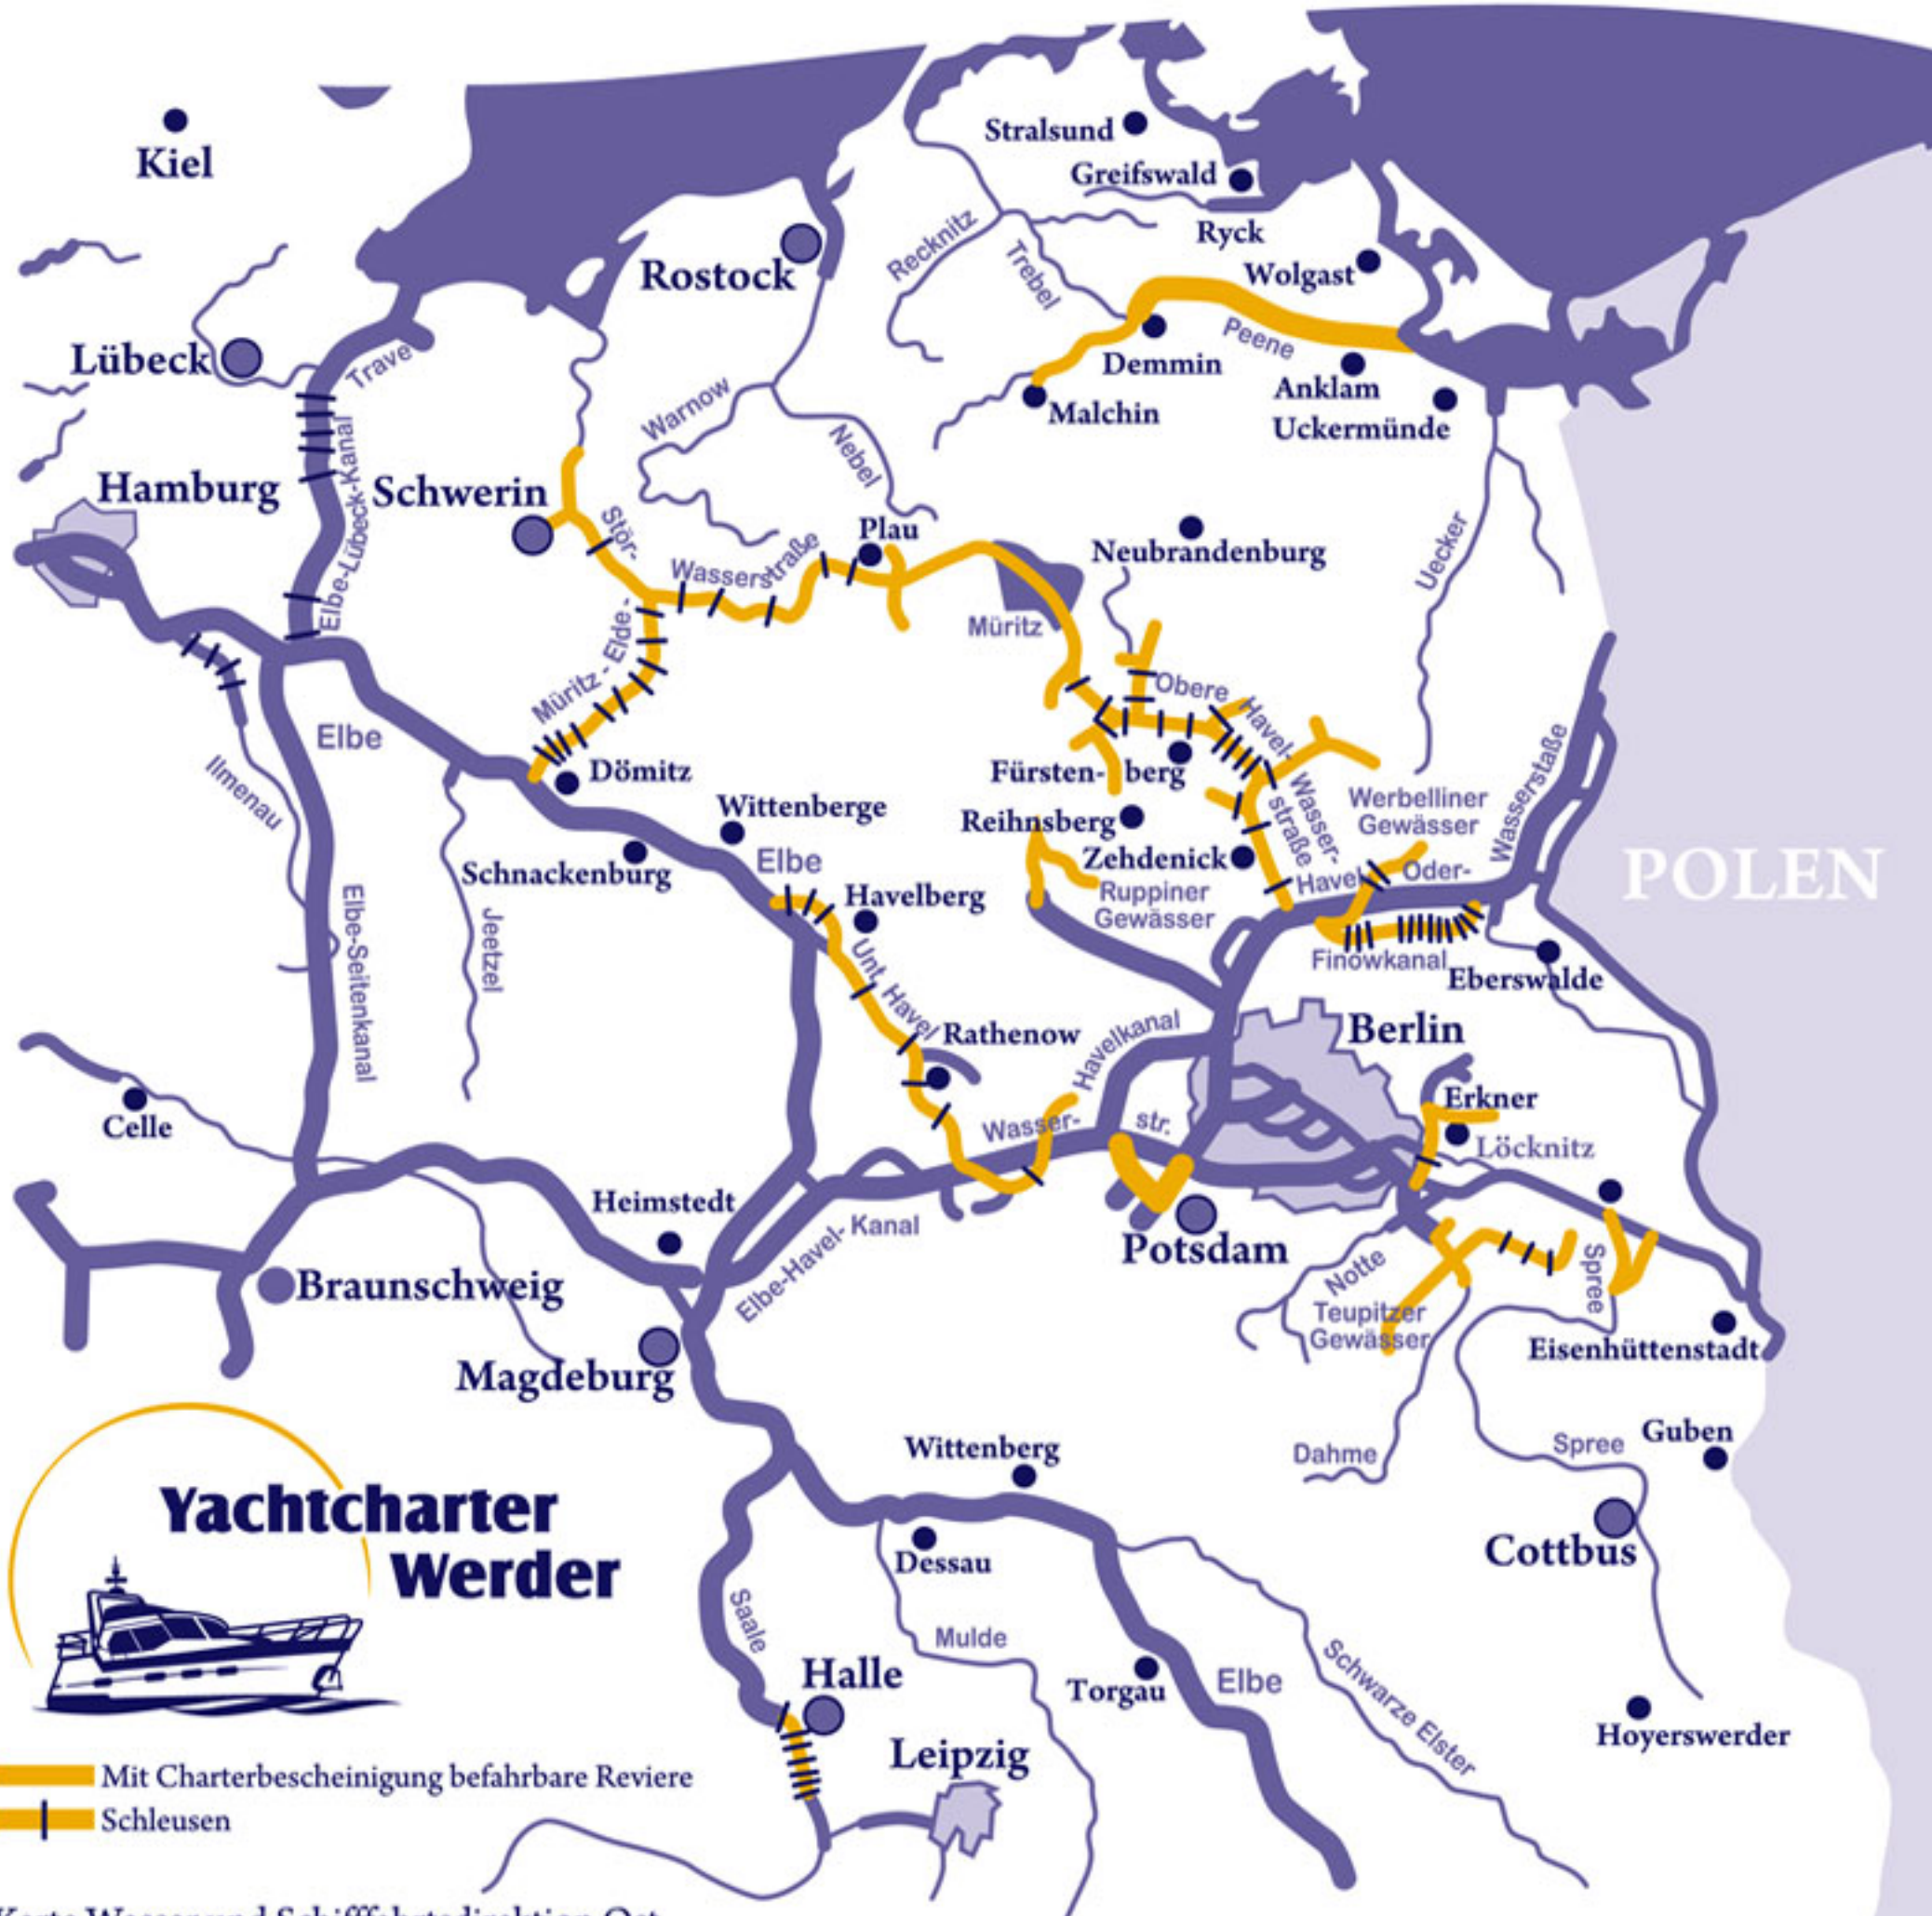 Kiel
Stralsund
Greifswald
Ryck
Recknitz
Trebel
Wolgast
Rostock
Lübeck
Trave
Peene
Demmin
Anklam
Malchin
Uckermünde
Warnow
Nebel
Hamburg
Elbe-Lübeck-Kanal
Schwerin
Stör-
Wasserstraße
Plau
Neubrandenburg
Uecker
Müritz
Müritz - Elde -
Obere Havel-
Wasser-
straße
Elbe
Dömitz
Fürsten- berg
Wittenberge
Reihnsberg
Werbelliner
Gewässer
Wasserstaße
Ilmenau
Schnackenburg
Elbe
Zehdenick
Havel
Oder-
POLEN
Havelberg
Ruppiner
Gewässer
Elbe-Seitenkanal
Jeetzel
Unt. Havel
Finowkanal
Eberswalde
Rathenow
Havelkanal
Berlin
Celle
Wasser-
str.
Erkner
Löcknitz
Heimstedt
Elbe-Havel- Kanal
Potsdam
Notte
Spree
Braunschweig
Teupitzer
Gewässer
Eisenhüttenstadt
Magdeburg
Wittenberg
Dahme
Spree
Guben
Yachtcharter
Werder
Dessau
Cottbus
Saale
Mulde
Halle
Torgau
Elbe
Schwarze Elster
Hoyerswerder
Leipzig
Mit Charterbescheinigung befahrbare Reviere
Schleusen
Karte Wasser und Schifffahrtsdirektion Ost